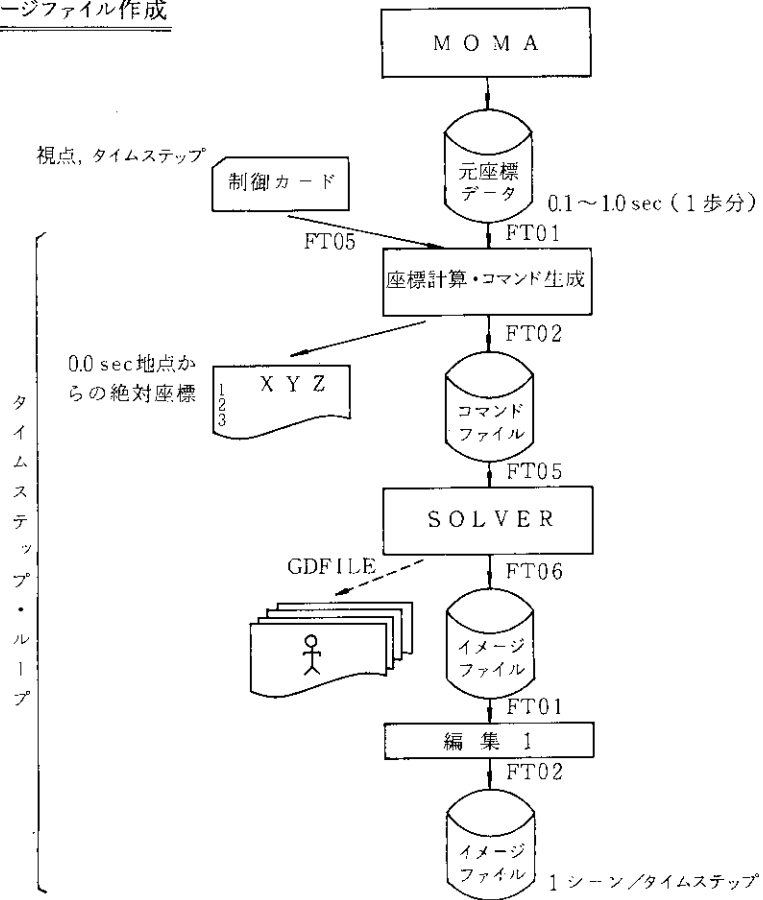 ージファイル作成
MOMA
元座標
データ
0.1～1.0 sec (1歩分)
視点, タイムステップ
制御カード
FT05
FT01
座標計算・コマンド生成
FT02
0.0 sec地点か
らの絶対座標
X Y Z
1
2
3
コマンド
ファイル
FT05
SOLVER
GDFILE
FT06
イメージ
ファイル
FT01
編集 1
FT02
イメージ
ファイル
1 シーン/タイムステップ
タイムステップ・ループ